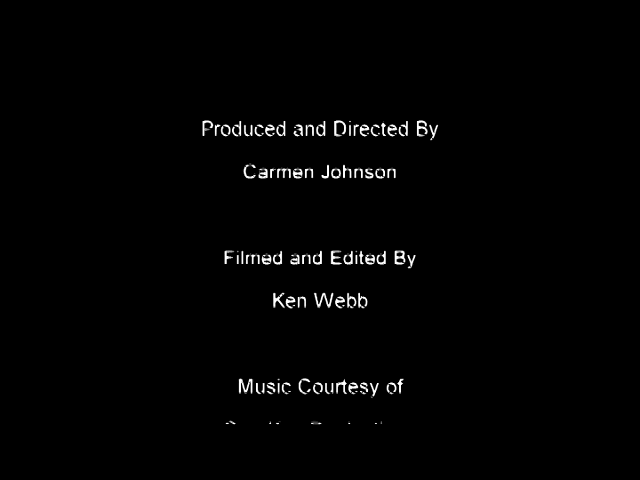 Produced and Directed By
Carmen Johnson
Filmed and Edited By
Ken Webb
Music Courtesy of